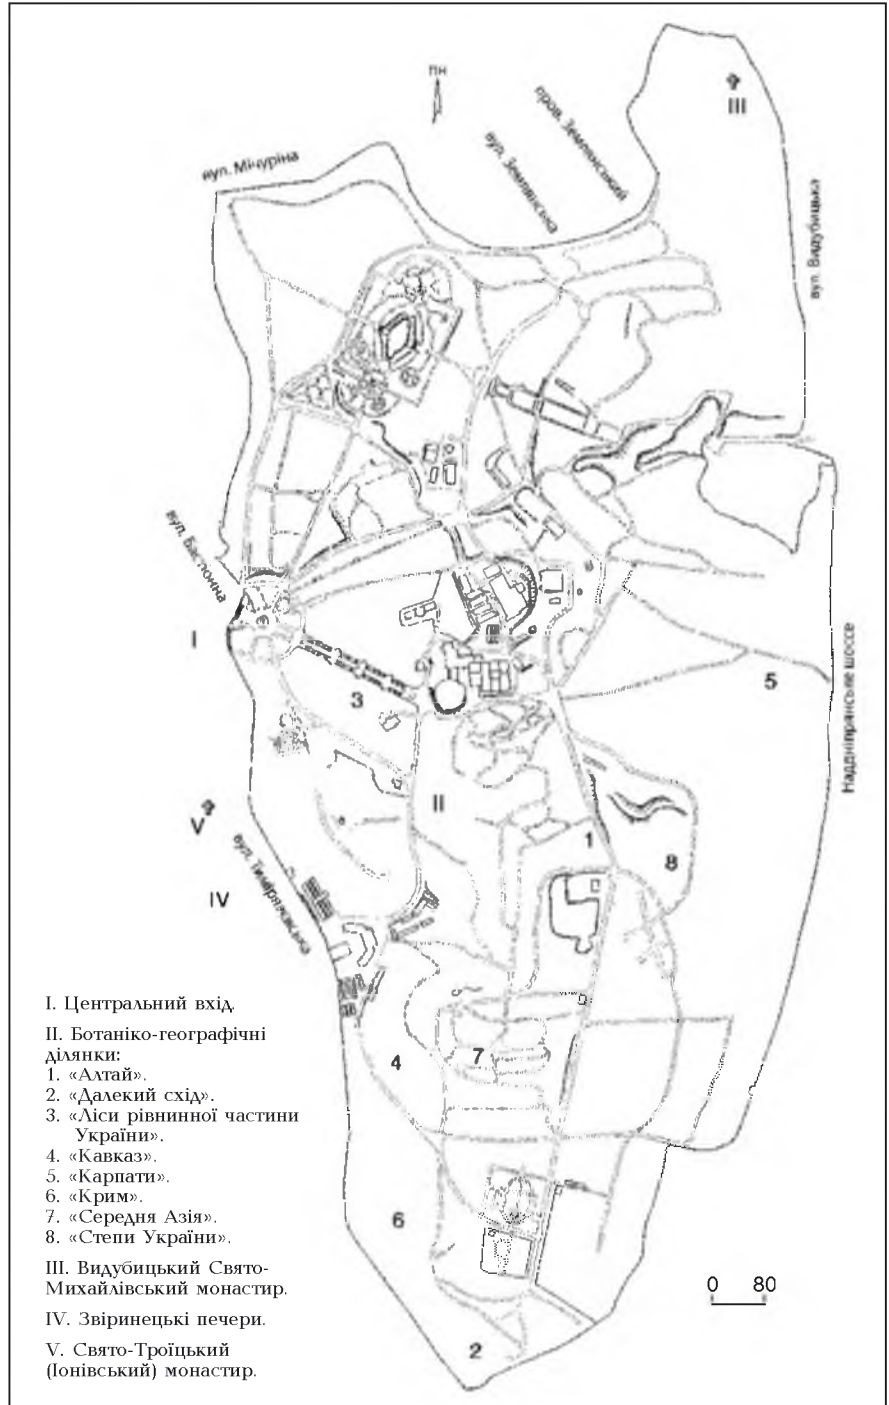 ПН
III
пров. Землянський
вул. Землянська
вул. Мічуріна
вул. Видубицька
вул. Бастіонна
I
3
5
Наддніпрянське шоссе
II
V
1
8
вул. Тимірязєвська
IV
4
7
6
2
0 80
I. Центральний вхід.
II. Ботаніко-географічні
ділянки:
1. «Алтай».
2. «Далекий схід».
3. «Ліси рівнинної частини
України».
4. «Кавказ».
5. «Карпати».
6. «Крим».
7. «Середня Азія».
8. «Степи України».
III. Видубицький Свято-
Михайлівський монастир.
IV. Звіринецькі печери.
V. Свято-Троїцький
(Іонівський) монастир.